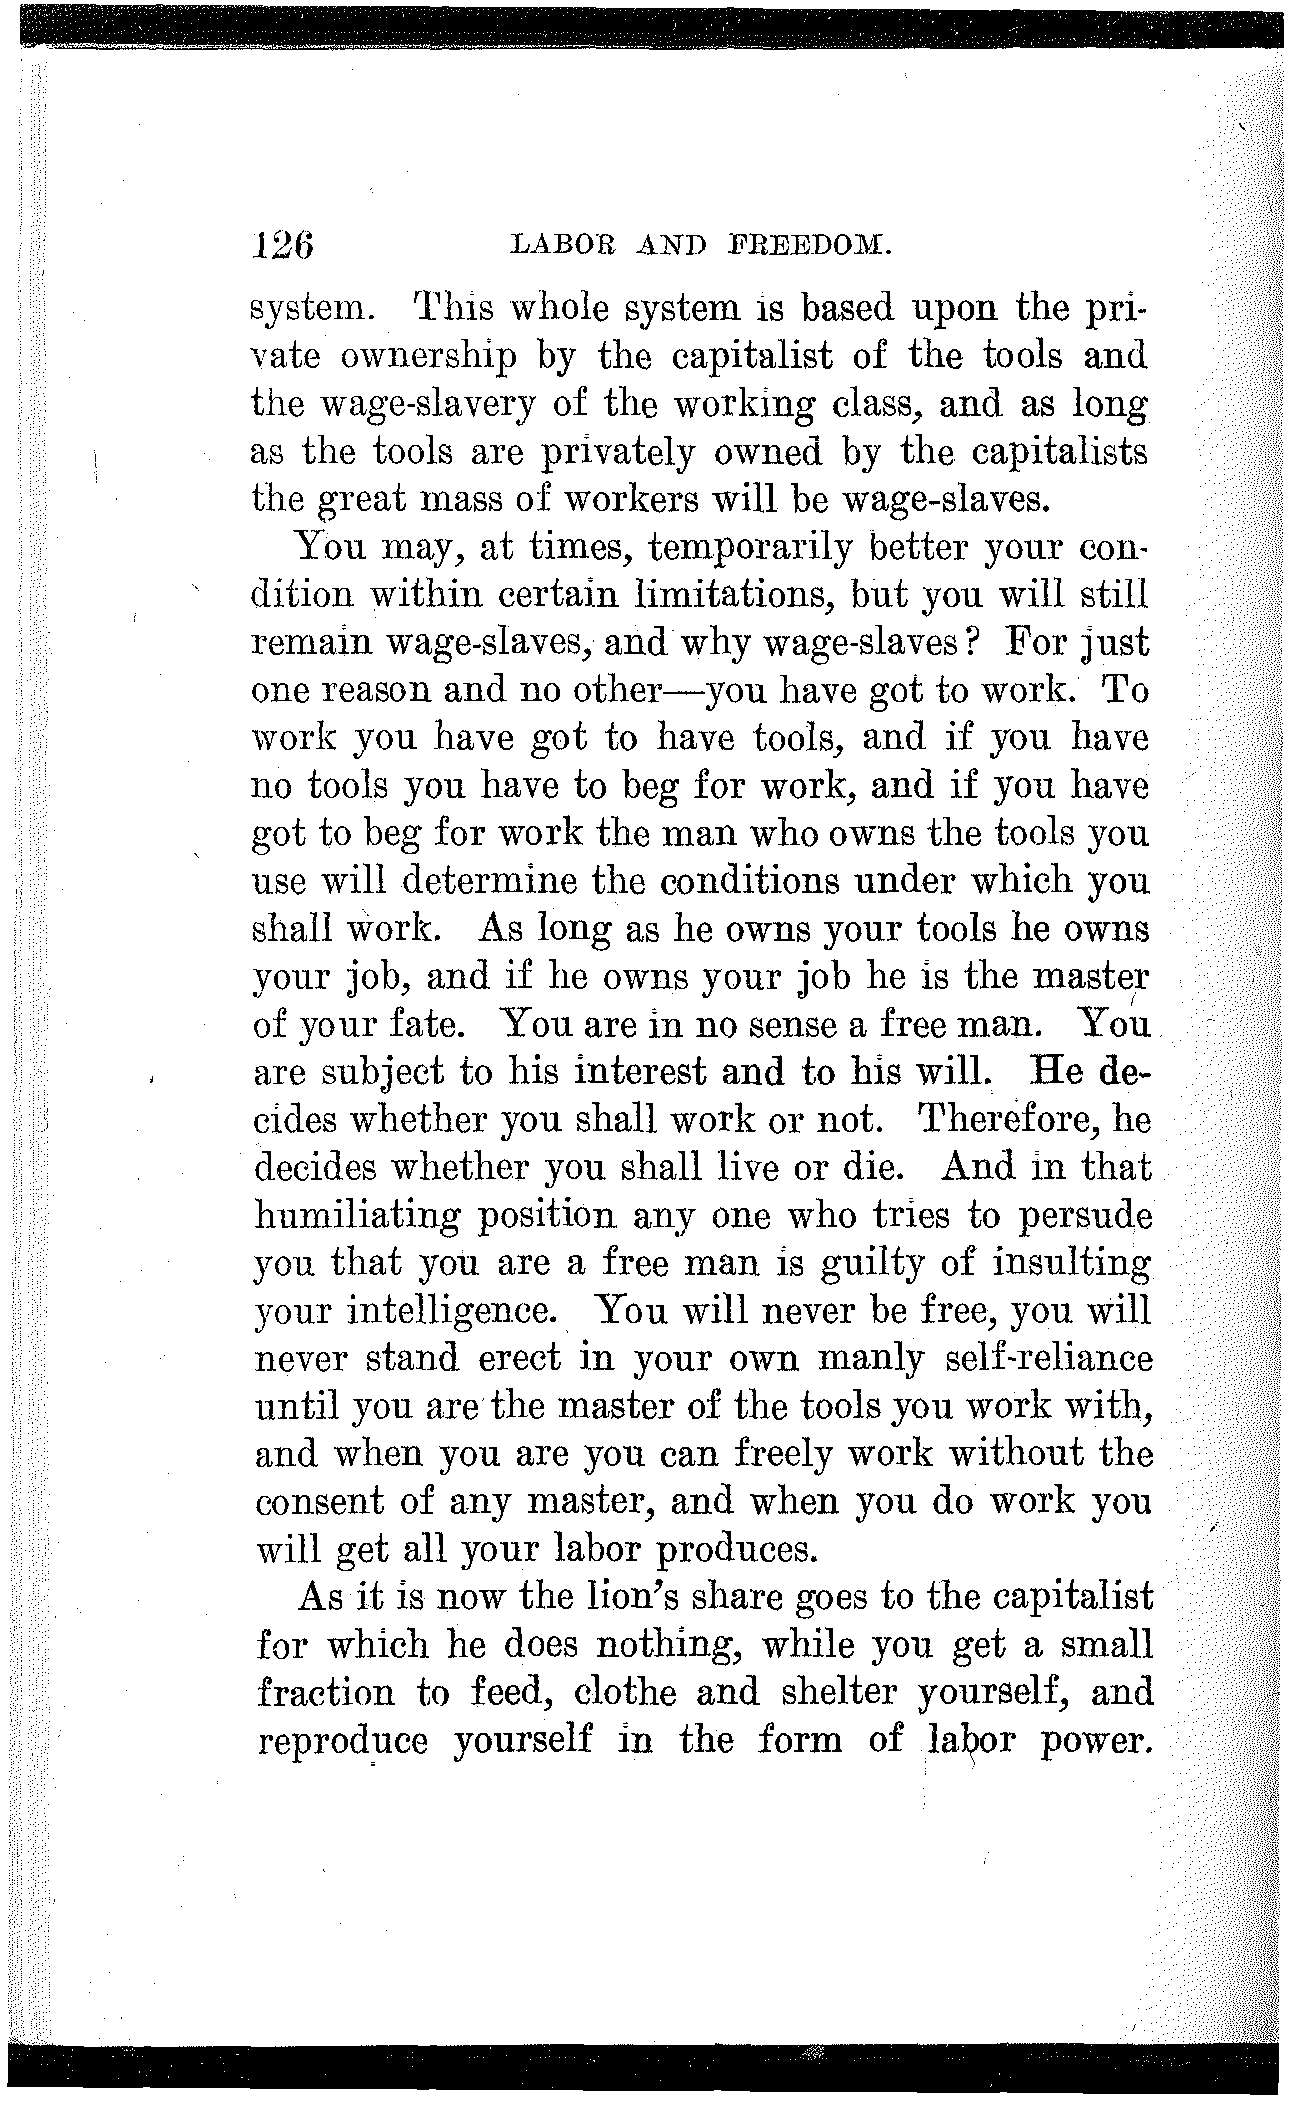 126 LABOR AND FREEDOM.
system. This whole system is based upon the pri-
vate ownership by the capitalist of the tools and
the wage-slavery of the working class, and as long
as the tools are privately owned by the capitalists
the great mass of workers will be wage-slaves.
You may, at times, temporarily better your con-
dition within certain limitations, but you will still
remain wage-slaves, and why wage-slaves? For just
one reason and no other—you have got to work. To
work you have got to have tools, and if you have
no tools you have to beg for work, and if you have
got to beg for work the man who owns the tools you
use will determine the conditions under which you
shall work. As long as he owns your tools he owns
your job, and if he owns your job he is the master
of your fate. You are in no sense a free man. You
are subject to his interest and to his will. He de-
cides whether you shall work or not. Therefore, he
decides whether you shall live or die. And in that
humiliating position any one who tries to persude
you that you are a free man is guilty of insulting
your intelligence. You will never be free, you will
never stand erect in your own manly self-reliance
until you are the master of the tools you work with,
and when you are you can freely work without the
consent of any master, and when you do work you
will get all your labor produces.
As it is now the lion's share goes to the capitalist
for which he does nothing, while you get a small
fraction to feed, clothe and shelter yourself, and
reproduce yourself in the form of labor power.